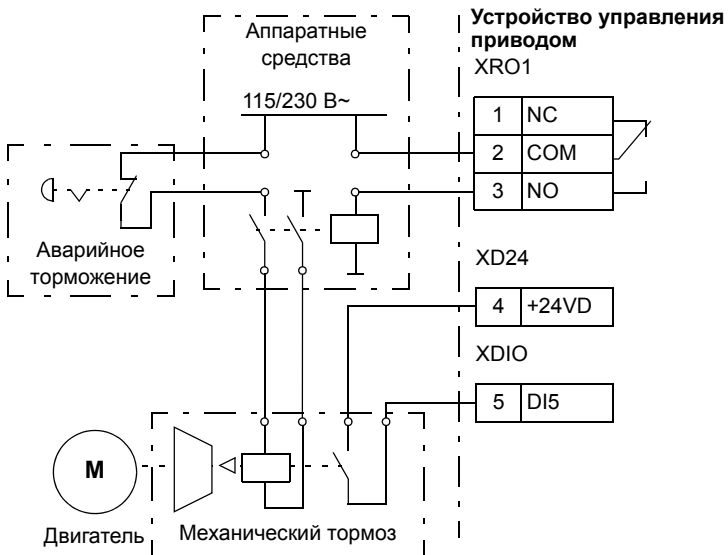 Устройство управления
приводом
Аппаратные
средства
115/230 В~
XRO1
1 NC
2 COM
3 NO
Аварийное
торможение
XD24
4 +24VD
XDIO
5 DI5
M
Двигатель
Механический тормоз